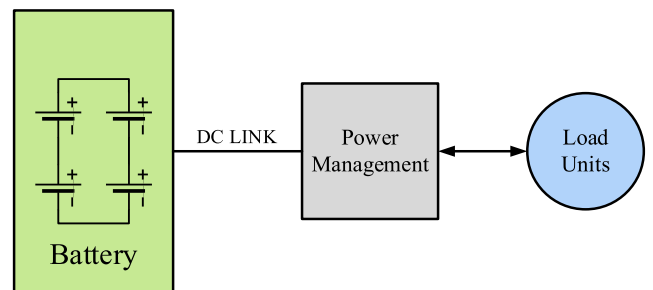 DC LINK
Power
Management
Load
Units
+
+
-
-
+
+
-
-
Battery